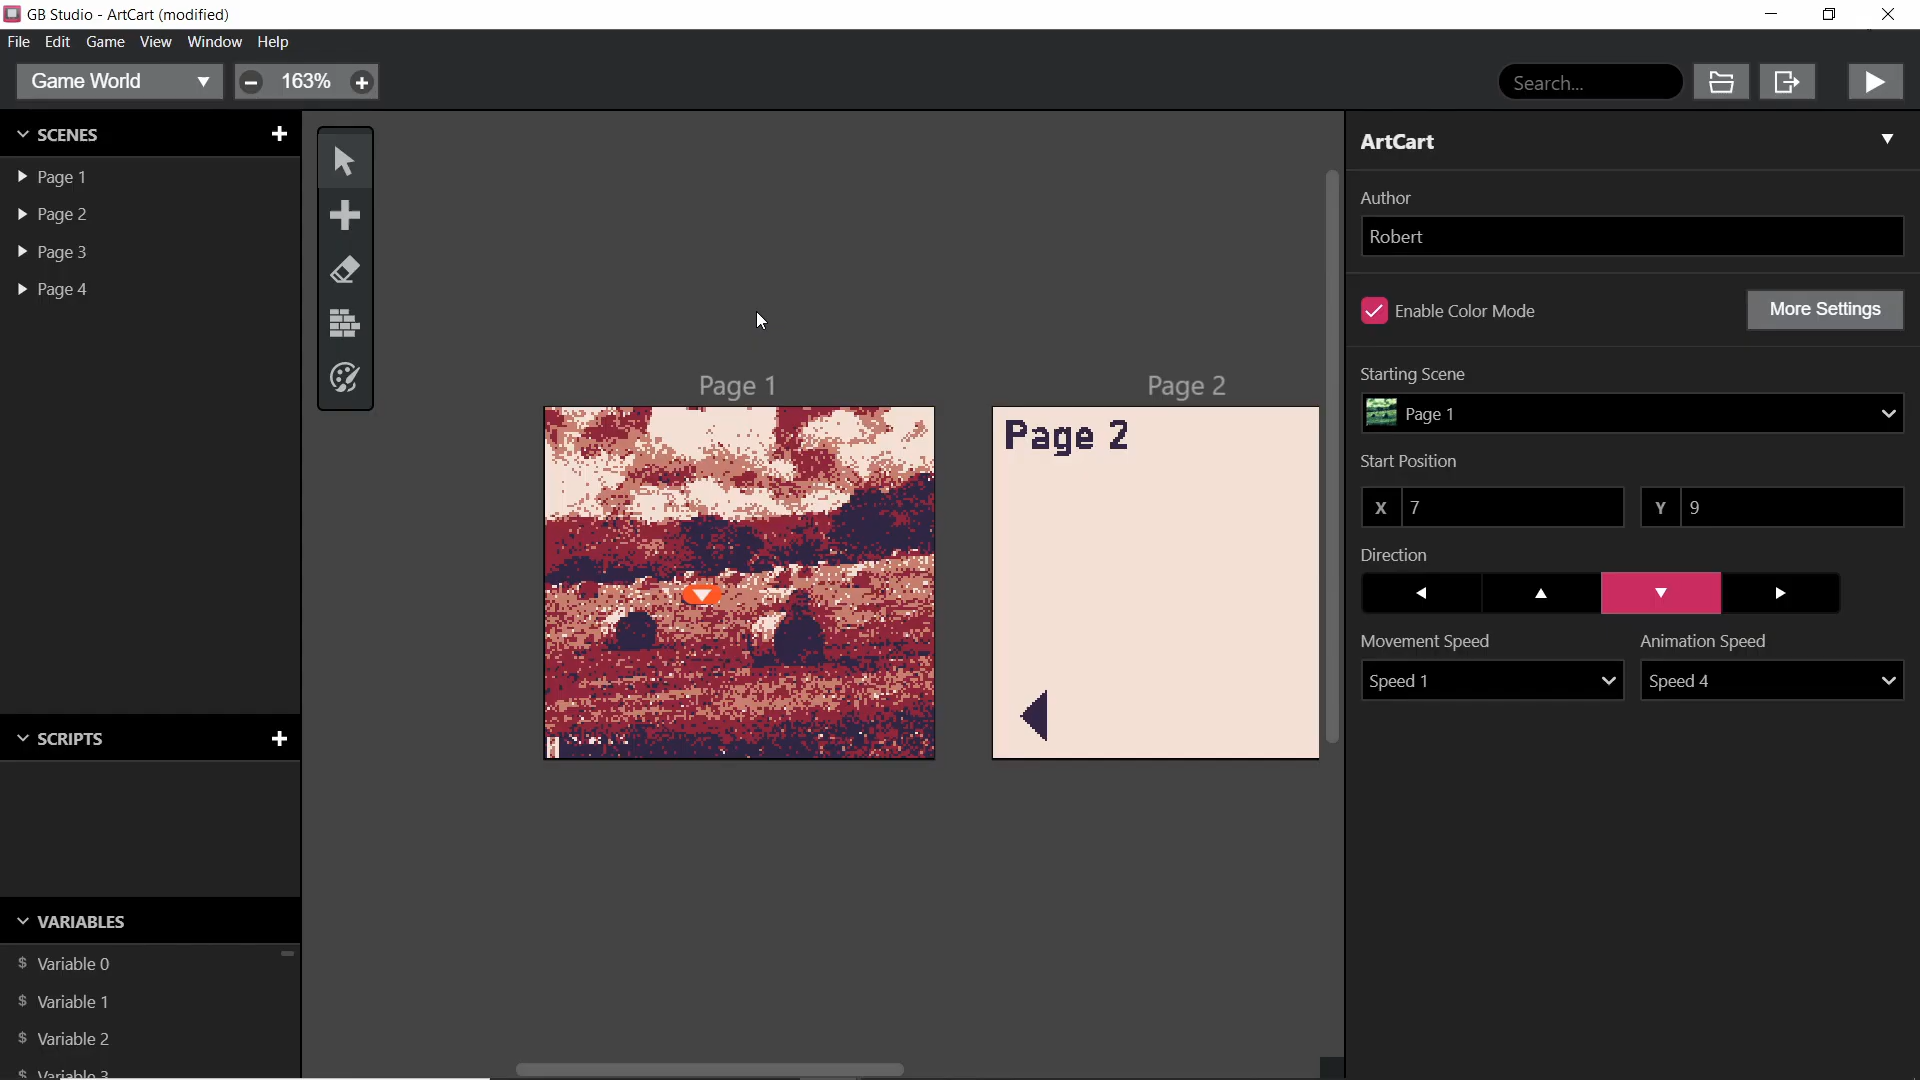 GB Studio - ArtCart (modified)
File Edit Game View Window Help
Game World 163% Search...
SCENES
Page 1
Page 2
Page 3
Page 4
SCRIPTS
VARIABLES
$ Variable 0
$ Variable 1
$ Variable 2
$ Variable 3
Page 1
Page 2
Page 2
ArtCart
Author
Robert
Enable Color Mode More Settings
Starting Scene
Page 1
Start Position
X 7 Y 9
Direction
Movement Speed Animation Speed
Speed 1 Speed 4